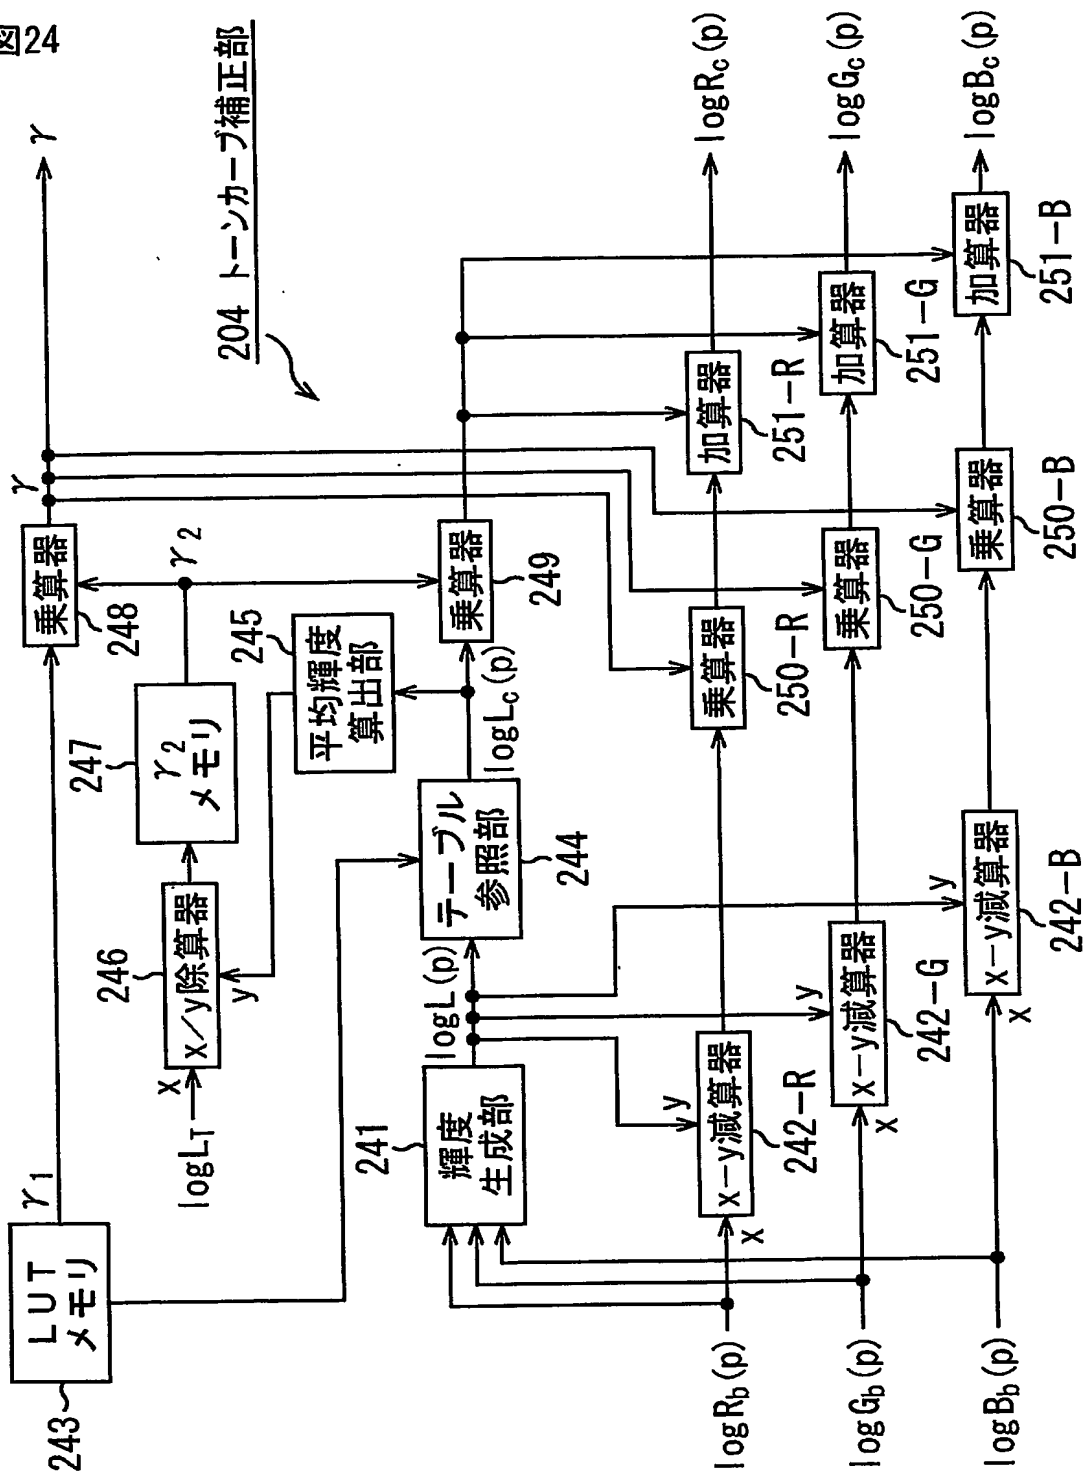 図24
204 トーンカーブ補正部
243
LUT
メモリ
γ1
乗算器
248
γ
γ
logLT
x
x/y除算器
246
y
γ2
メモリ
247
γ2
平均輝度
算出部
245
輝度
生成部
241
logL(p)
テーブル
参照部
244
logLc(p)
乗算器
249
logRb(p)
x
y
x−y減算器
242-R
乗算器
250-R
加算器
251-R
logRc(p)
logGb(p)
x
y
x−y減算器
242-G
乗算器
250-G
加算器
251-G
logGc(p)
logBb(p)
x
y
x−y減算器
242-B
乗算器
250-B
加算器
251-B
logBc(p)